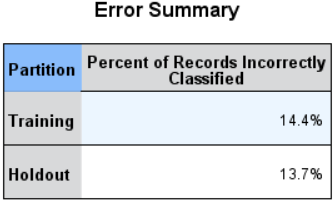 Error Summary
Partition Percent of Records Incorrectly Classified
Training 14.4%
Holdout 13.7%